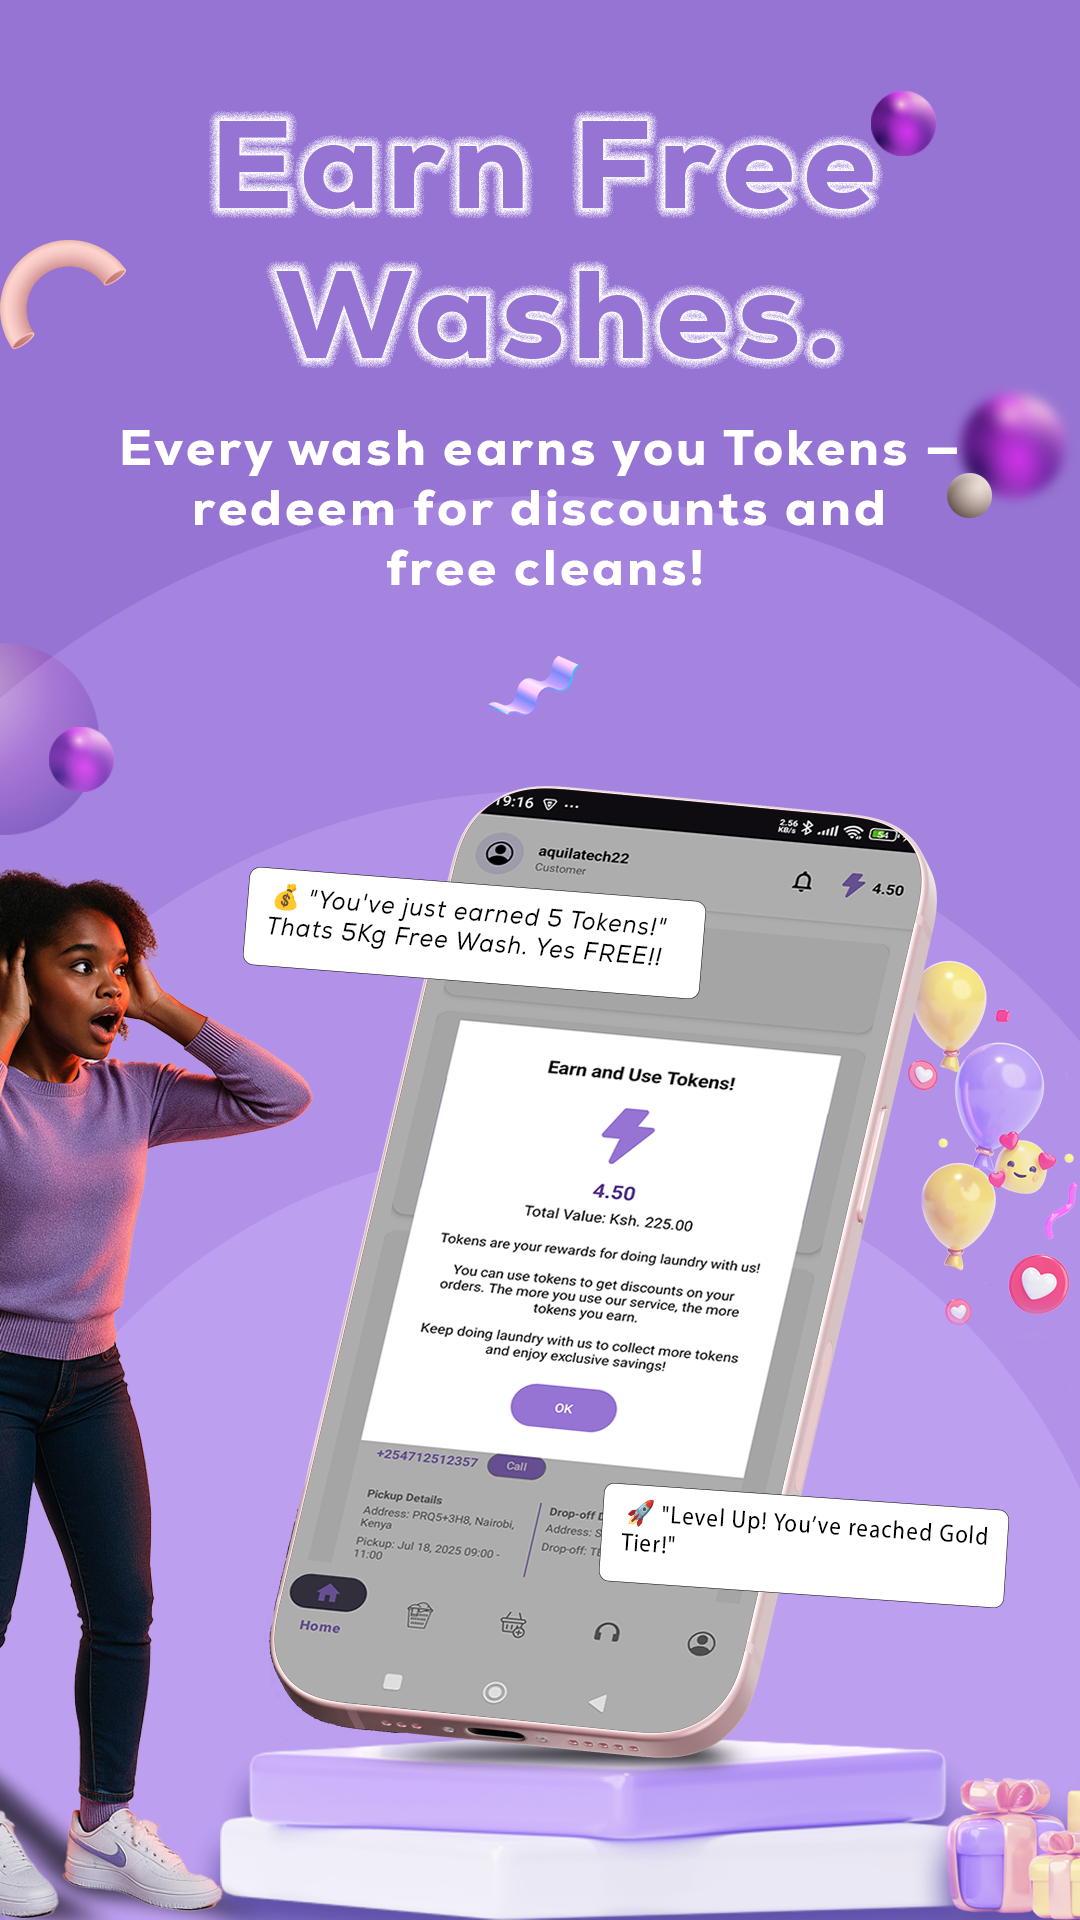 Earn Free
Washes.
Every wash earns you Tokens –
redeem for discounts and
free cleans!
19:16 ...
2.56
KB/s
54
aquilatech22
Customer
4.50
💰 "You've just earned 5 Tokens!"
Thats 5Kg Free Wash. Yes FREE!!
Earn and Use Tokens!
4.50
Total Value: Ksh. 225.00
Tokens are your rewards for doing laundry with us!
You can use tokens to get discounts on your
orders. The more you use our service, the more
tokens you earn.
Keep doing laundry with us to collect more tokens
and enjoy exclusive savings!
OK
+254712512357
Call
Pickup Details
Address: PRQ5+3H8, Nairobi,
Kenya
Pickup: Jul 18, 2025 09:00 -
11:00
Drop-off
Address:
Drop-off:
🚀 "Level Up! You’ve reached Gold
Tier!"
Home